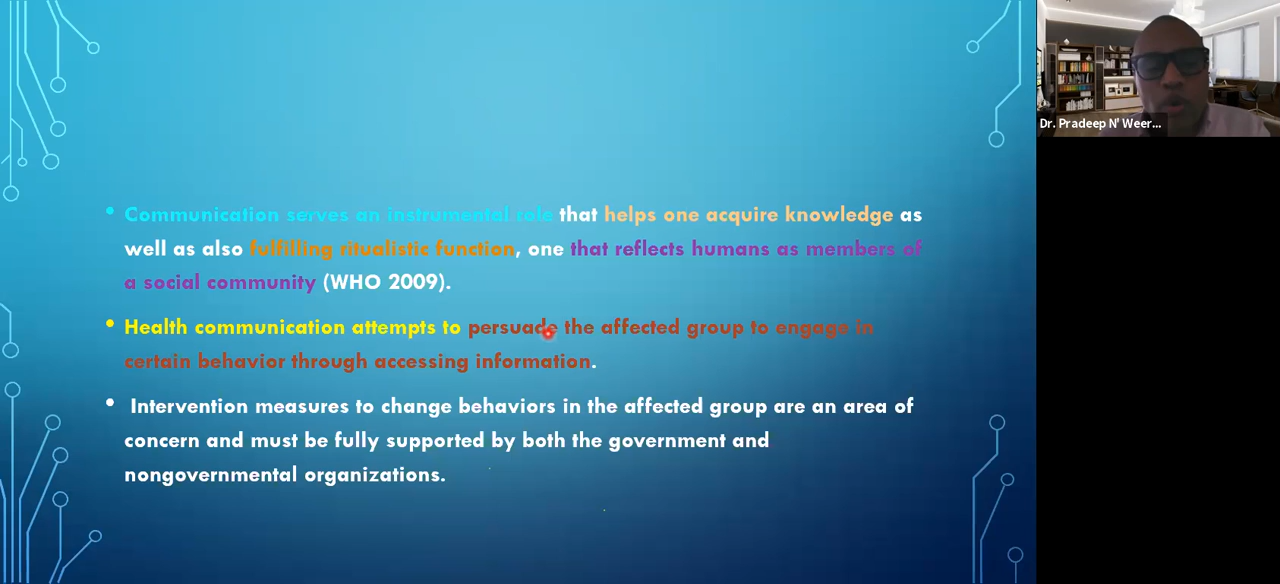 • Communication serves an instrumental role that helps one acquire knowledge as
well as also fulfilling ritualistic function, one that reflects humans as members of
a social community (WHO 2009).
• Health communication attempts to persuade the affected group to engage in
certain behavior through accessing information.
• Intervention measures to change behaviors in the affected group are an area of
concern and must be fully supported by both the government and
nongovernmental organizations.
Dr. Pradeep N' Weer...